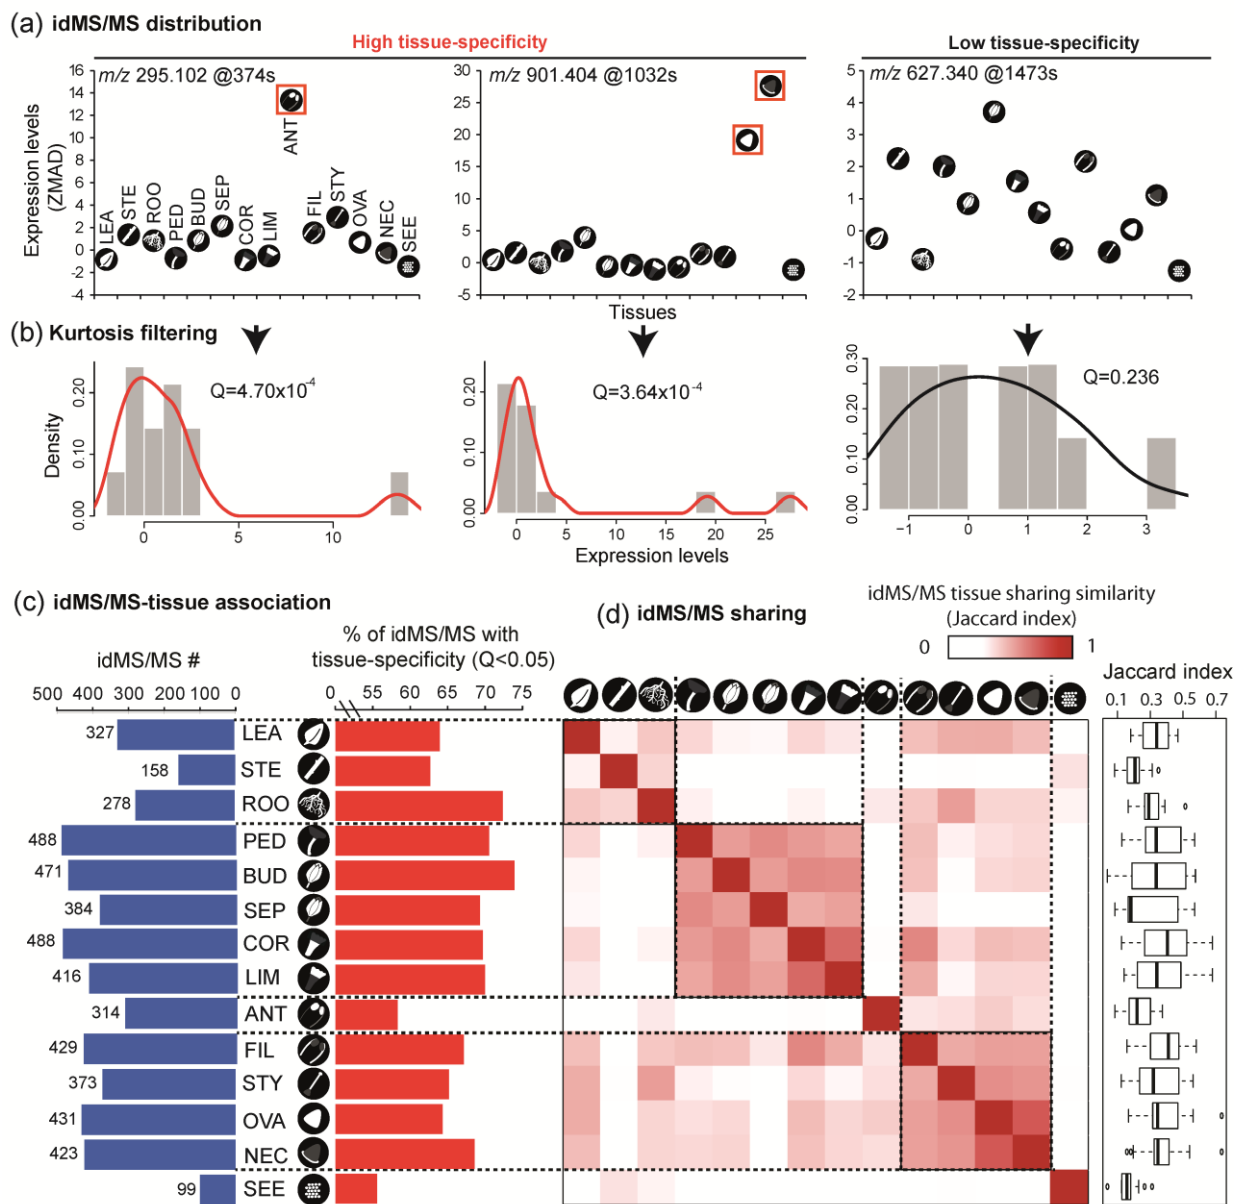 (a) idMS/MS distribution
High tissue-specificity
Low tissue-specificity
Expression levels
(ZMAD)
m/z 295.102 @374s
16
14
12
10
8
6
4
2
0
-2
-4
LEA
STE
ROO
PED
BUD
SEP
COR
LIM
ANT
FIL
STY
OVA
NEC
SEE
m/z 901.404 @1032s
30
25
20
15
10
5
0
-5
Tissues
m/z 627.340 @1473s
5
4
3
2
1
0
-1
-2
(b) Kurtosis filtering
Density
0.20
0.10
0.00
Q=4.70x10-4
0 5 10
0.20
0.10
0.00
Q=3.64x10-4
0 5 10 15 20 25
Expression levels
0.30
0.20
0.10
0.00
Q=0.236
−1 0 1 2 3
(c) idMS/MS-tissue association
idMS/MS #
500 400 300 200 100 0
% of idMS/MS with
tissue-specificity (Q<0.05)
0 55 60 65 70 75
(d) idMS/MS sharing
idMS/MS tissue sharing similarity
(Jaccard index)
0 1
Jaccard index
0.1 0.3 0.5 0.7
327 LEA
158 STE
278 ROO
488 PED
471 BUD
384 SEP
488 COR
416 LIM
314 ANT
429 FIL
373 STY
431 OVA
423 NEC
99 SEE